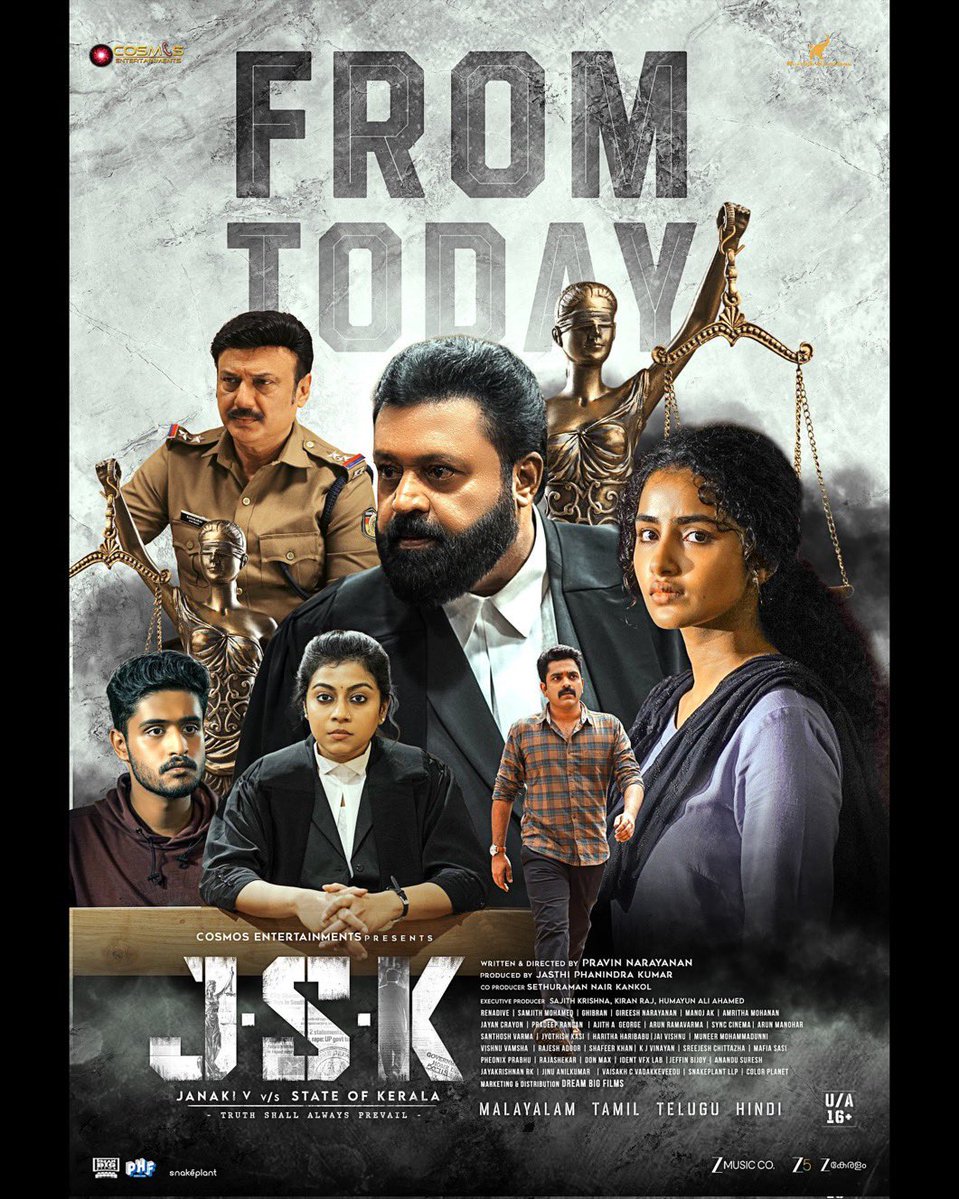 COSMOS
ENTERTAINMENTS
FROM
TODAY
COSMOS ENTERTAINMENTS PRESENTS
J.S.K
JANAKI V v/s STATE OF KERALA
- TRUTH SHALL ALWAYS PREVAIL -
WRITTEN & DIRECTED BY PRAVIN NARAYANAN
PRODUCED BY JASTHI PHANINDRA KUMAR
CO PRODUCER SETHURAMAN NAIR KANKOL
EXECUTIVE PRODUCER SAJITH KRISHNA, KIRAN RAJ, HUMAYUN ALI AHAMED
RENADIVE | SAMJITH MOHAMED | GHIBRAN | GIREESH NARAYANAN | MANOJ AK | AMRITHA MOHANAN
JAYAN CRAYON | PRADEEP RANGAN | AJITH A GEORGE | ARUN RAMAVARMA | SYNC CINEMA | ARUN MANOHAR
SANTHOSH VARMA | JYOTHISH KASI | HARITHA HARIBABU | JAI VISHNU | MUNEER MOHAMMADUNNI
VISHNU VAMSHA | RAJESH ADOOR | SHAFEER KHAN | K J VINAYAN | SREEJESH CHITTAZHA | MAFIA SASI
PHEONIX PRABHU | RAJASHEKAR | DON MAX | IDENT VFX LAB | JEFFIN BIJOY | ANANDU SURESH
JAYAKRISHNAN RK | JINU ANILKUMAR | VAISAKH C VADAKKEVEEDU | SNAKEPLANT LLP | COLOR PLANET
MARKETING & DISTRIBUTION DREAM BIG FILMS
MALAYALAM TAMIL TELUGU HINDI
U/A
16+
DREAM
BIG
PHF
snaképlant
Z MUSIC CO.
Z5
Z കേരളം